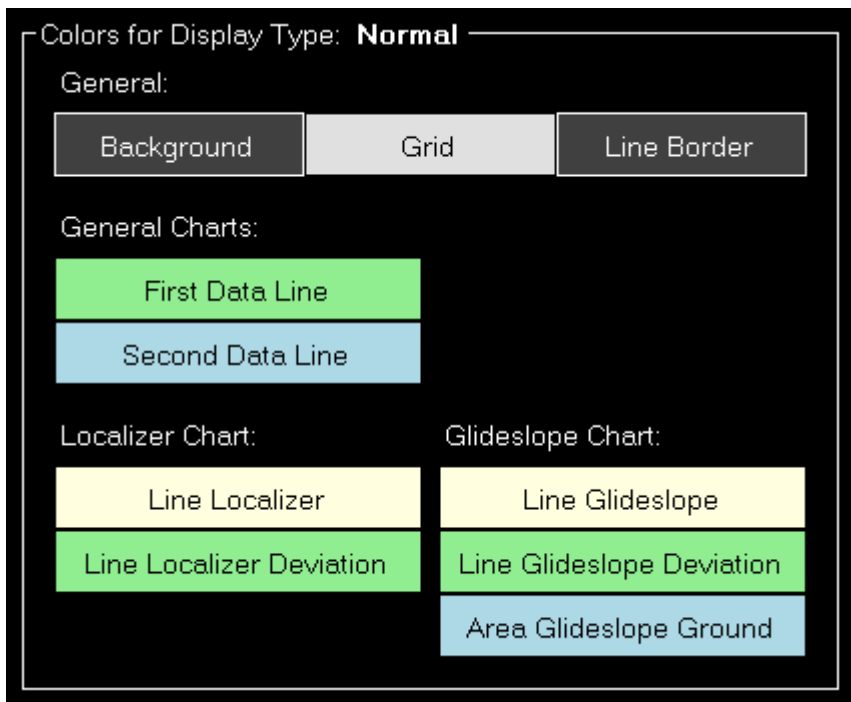 Colors for Display Type: Normal
General:
Background Grid Line Border
General Charts:
First Data Line
Second Data Line
Localizer Chart: Glideslope Chart:
Line Localizer Line Glideslope
Line Localizer Deviation Line Glideslope Deviation
Area Glideslope Ground